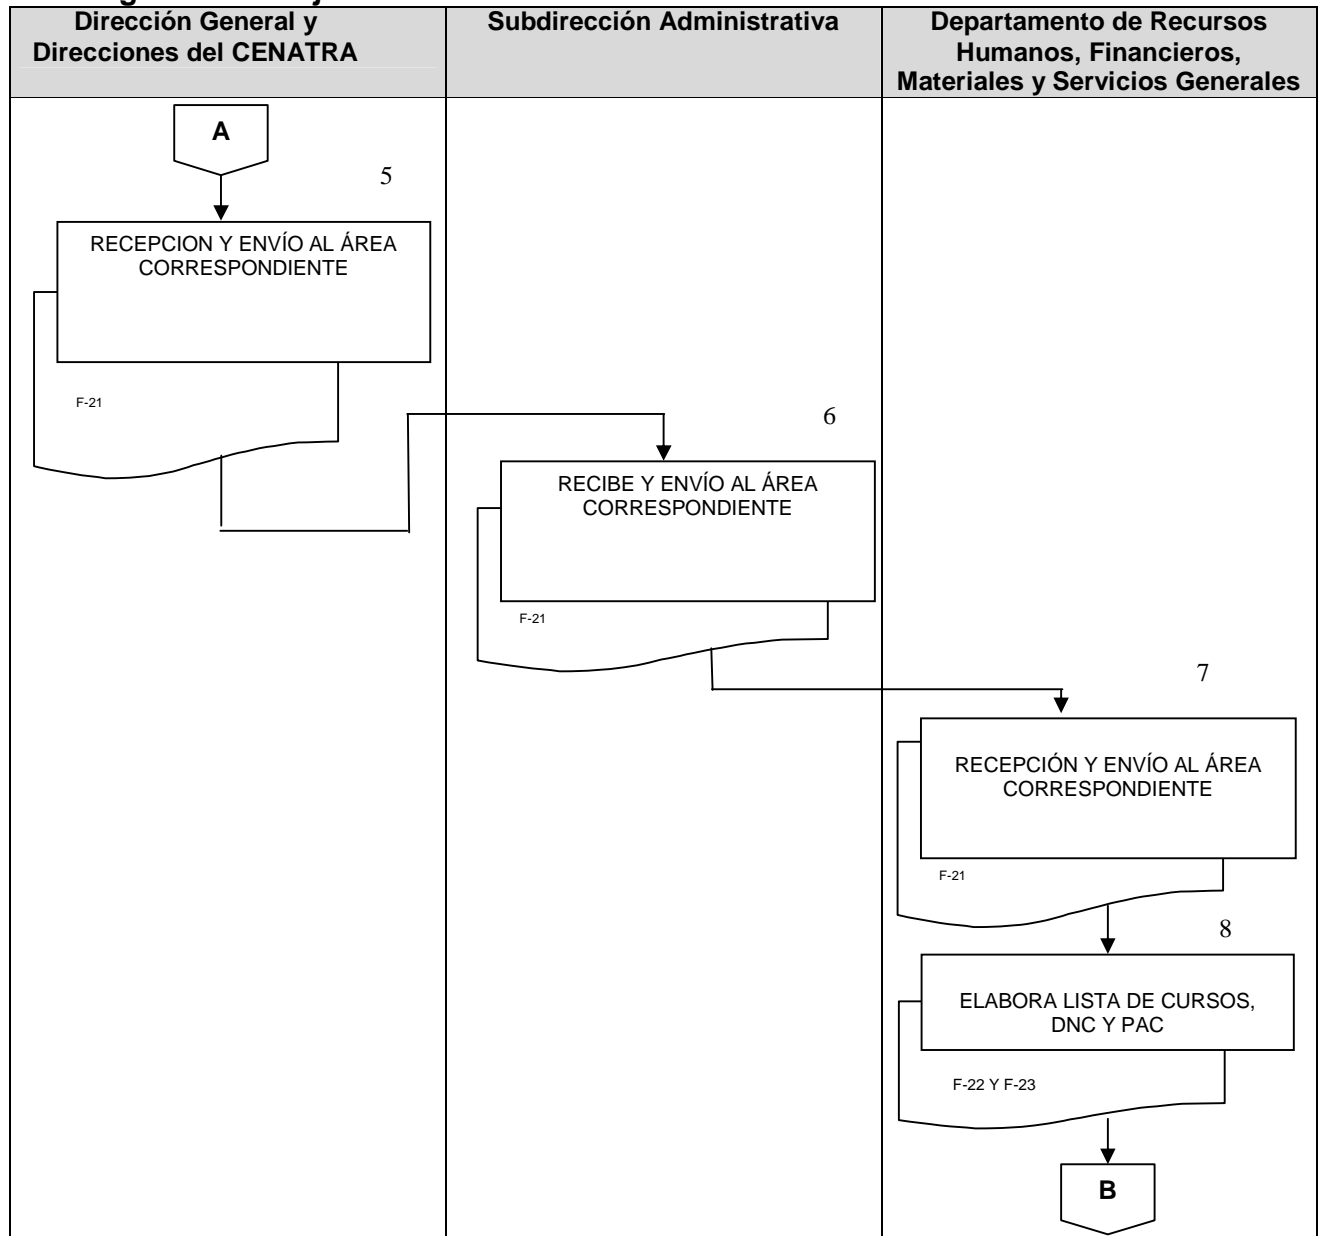 Dirección General y
Direcciones del CENATRA
Subdirección Administrativa
Departamento de Recursos
Humanos, Financieros,
Materiales y Servicios Generales
A
5
RECEPCION Y ENVÍO AL ÁREA
CORRESPONDIENTE
F-21
6
RECIBE Y ENVÍO AL ÁREA
CORRESPONDIENTE
F-21
7
RECEPCIÓN Y ENVÍO AL ÁREA
CORRESPONDIENTE
F-21
8
ELABORA LISTA DE CURSOS,
DNC Y PAC
F-22 Y F-23
B